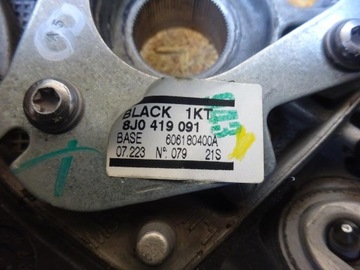 BLACK 1KT
8J0 419 091
BASE 606180400A
07.223 N°: 079 21S